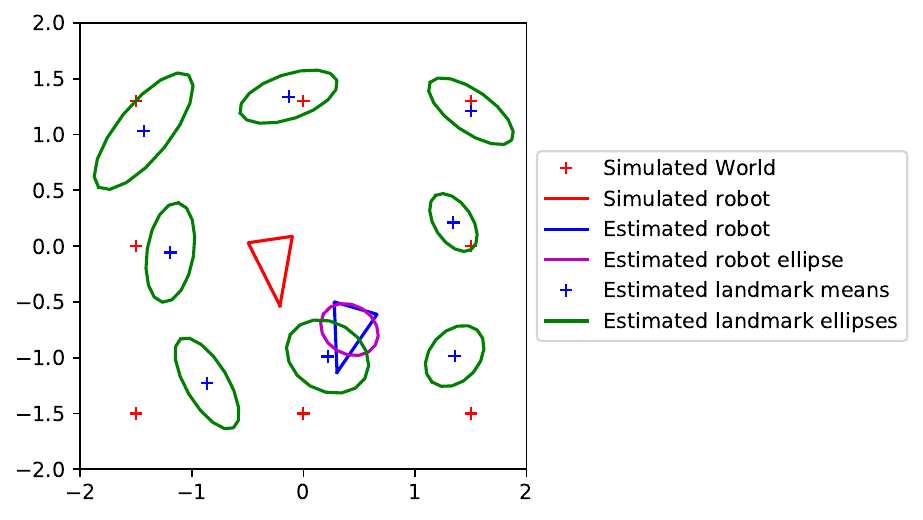 2.0
1.5
1.0
0.5
0.0
−0.5
−1.0
−1.5
−2.0
−2 −1 0 1 2
Simulated World
Simulated robot
Estimated robot
Estimated robot ellipse
Estimated landmark means
Estimated landmark ellipses